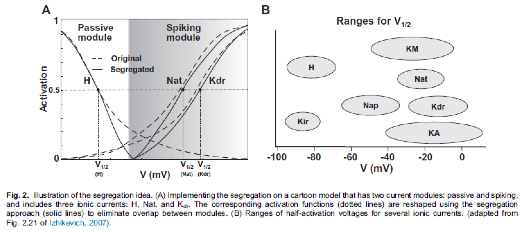 A
B
Passive module
Spiking module
Original
Segregated
H
Nat
Kdr
Activation
1
0.5
0
V1/2 (H)
V (mV)
V1/2 (Nat)
V1/2 (Kdr)
Ranges for V1/2
KM
H
Nat
Nap
Kdr
Kir
KA
-100 -80 -60 -40 -20 0
V (mV)
Fig. 2. Illustration of the segregation idea. (A) Implementing the segregation on a cartoon model that has two current modules: passive and spiking,
and includes three ionic currents: H, Nat, and Kdr. The corresponding activation functions (dotted lines) are reshaped using the segregation
approach (solid lines) to eliminate overlap between modules. (B) Ranges of half-activation voltages for several ionic currents. (adapted from
Fig. 2.21 of Izhikevich, 2007).